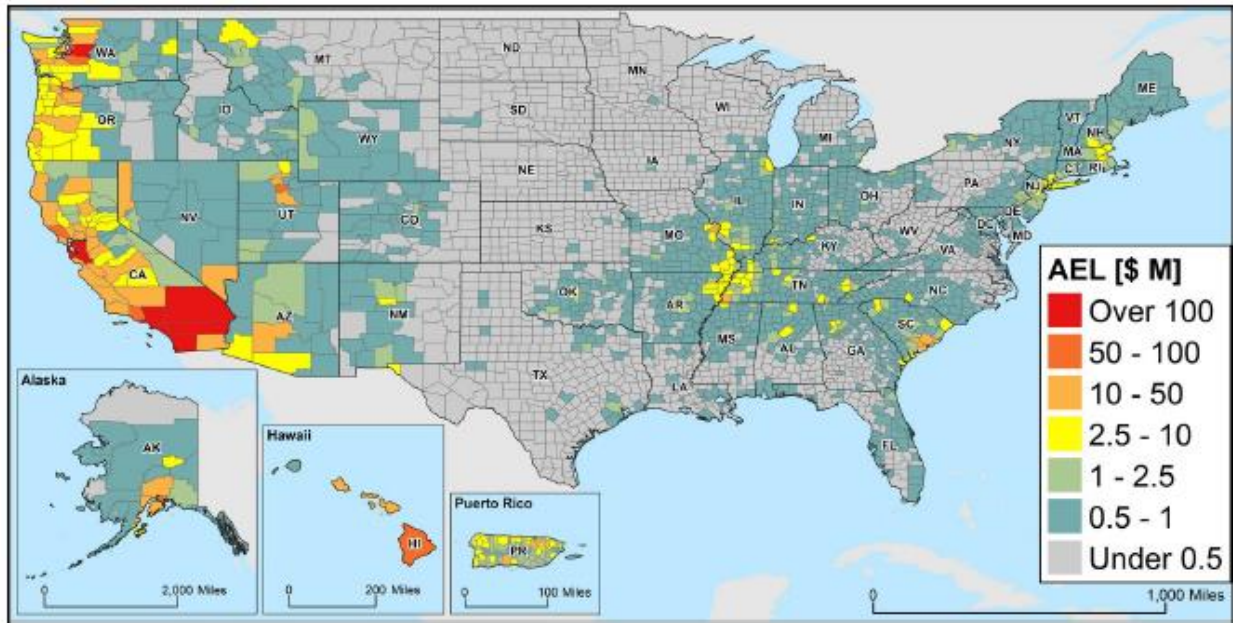 WA
MT
ND
MN
ME
OR
ID
SD
WI
MI
VT
NH
NY
MA
CT
RI
WY
IA
PA
NJ
NE
NV
UT
CO
IL
IN
OH
DE
DC
MD
WV
VA
KS
MO
KY
CA
AZ
NM
OK
AR
TN
NC
SC
MS
AL
GA
TX
LA
FL
AEL [$ M]
Over 100
50 - 100
10 - 50
2.5 - 10
1 - 2.5
0.5 - 1
Under 0.5
Alaska
AK
0 2,000 Miles
Hawaii
HI
0 200 Miles
Puerto Rico
PR
0 100 Miles
0 1,000 Miles